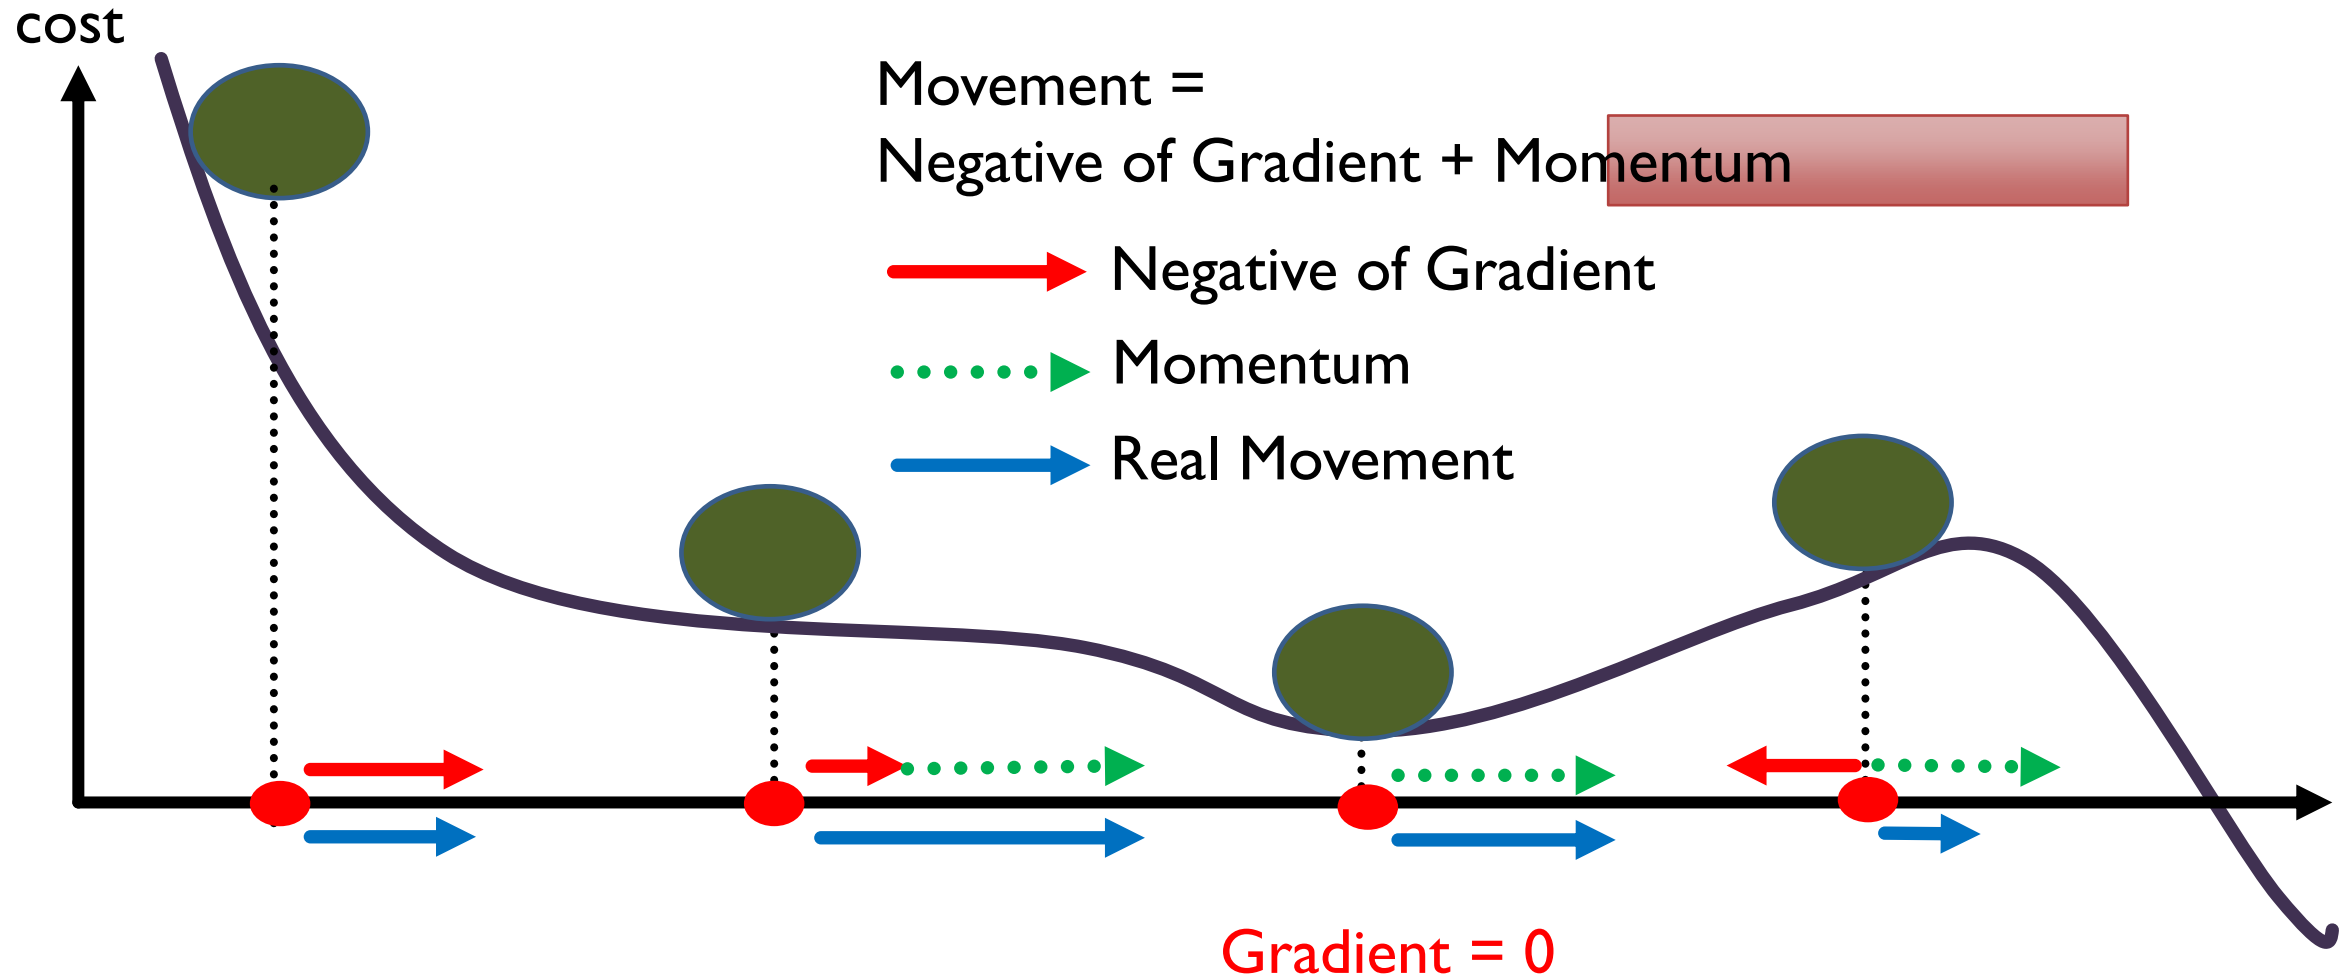 cost
Movement =
Negative of Gradient + Momentum
Negative of Gradient
Momentum
Real Movement
Gradient = 0